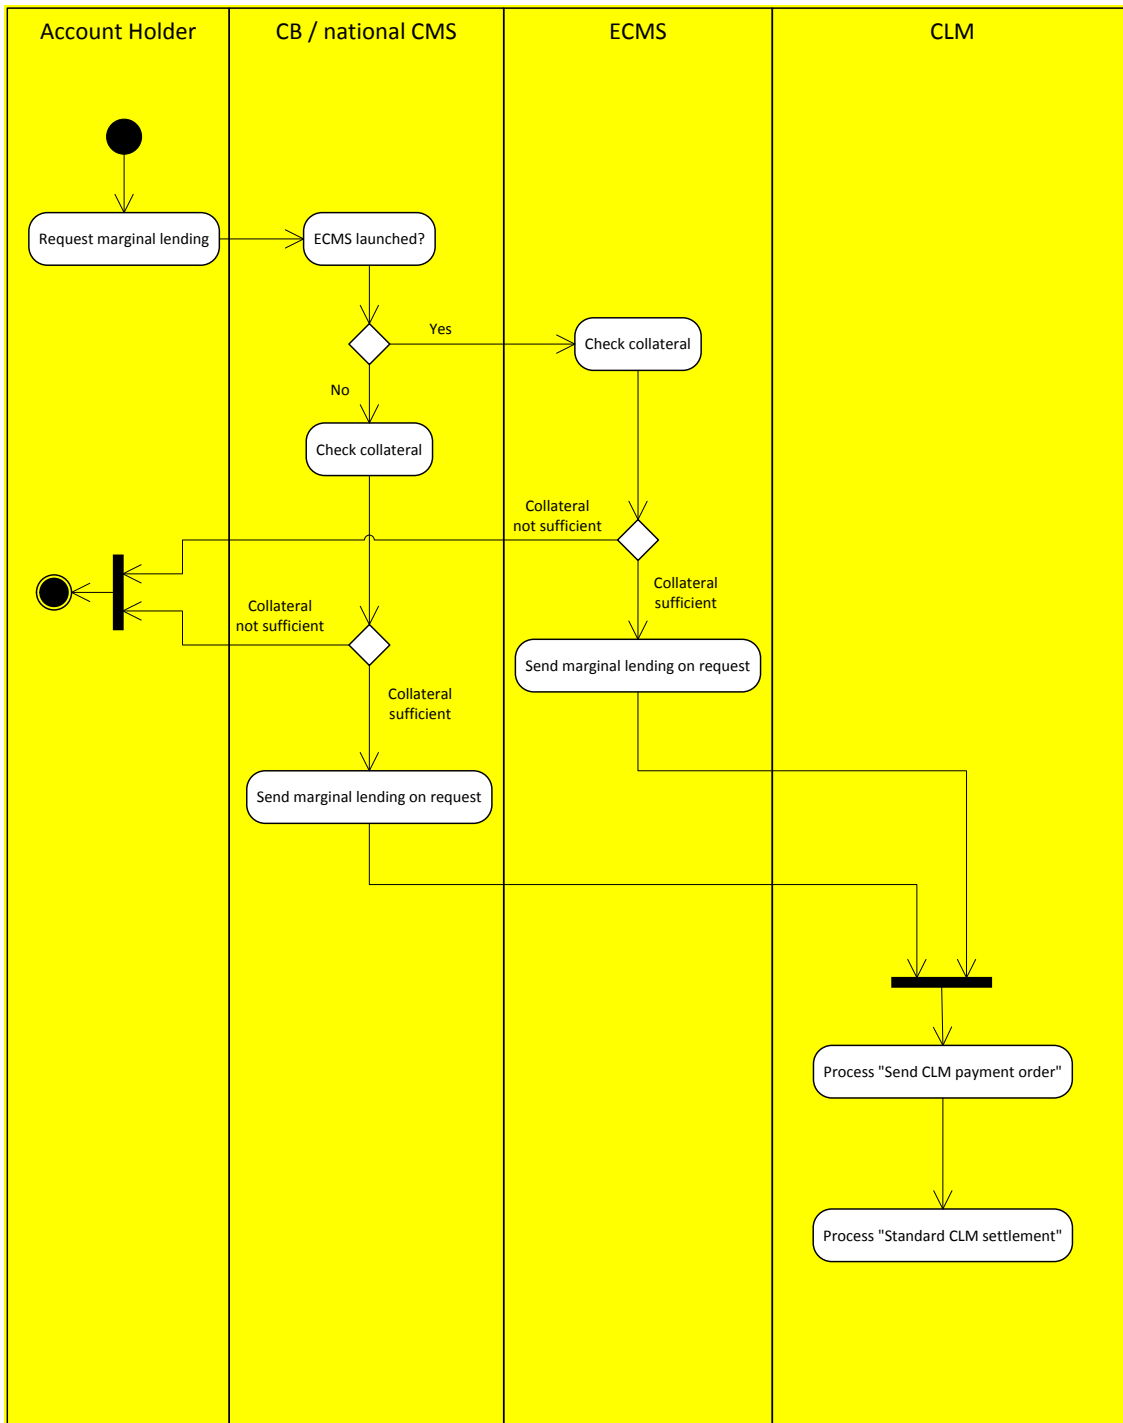 Account Holder
CB / national CMS
ECMS
CLM
Request marginal lending
ECMS launched?
Yes
Check collateral
No
Check collateral
Collateral
not sufficient
Collateral
sufficient
Collateral
not sufficient
Send marginal lending on request
Collateral
sufficient
Send marginal lending on request
Process "Send CLM payment order"
Process "Standard CLM settlement"